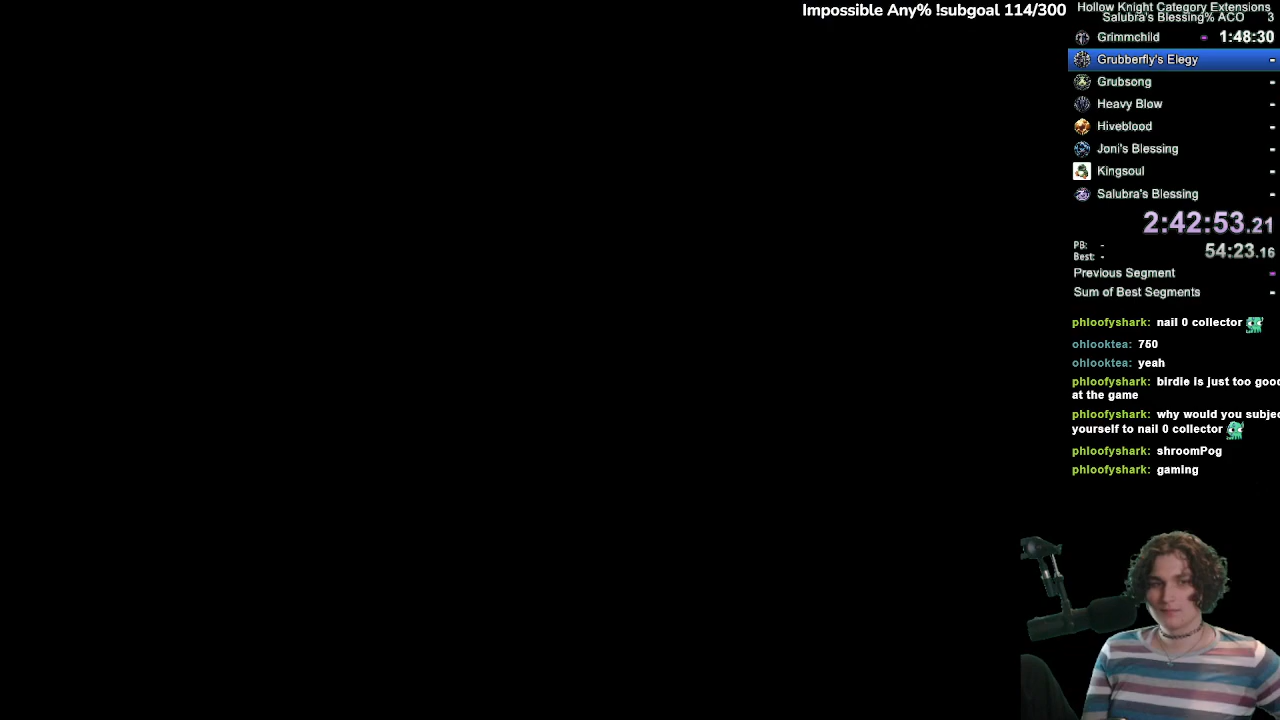 Impossible Any% !subgoal 114/300
Hollow Knight Category Extensions
Salubra's Blessing% ACO 3
Grimmchild - 1:48:30
Grubberfly's Elegy -
Grubsong -
Heavy Blow -
Hiveblood -
Joni's Blessing -
Kingsoul -
Salubra's Blessing -
2:42:53.21
PB: -
Best: -
54:23.16
Previous Segment -
Sum of Best Segments -
phloofyshark: nail 0 collector
ohlooktea: 750
ohlooktea: yeah
phloofyshark: birdie is just too good
at the game
phloofyshark: why would you subje
yourself to nail 0 collector
phloofyshark: shroomPog
phloofyshark: gaming